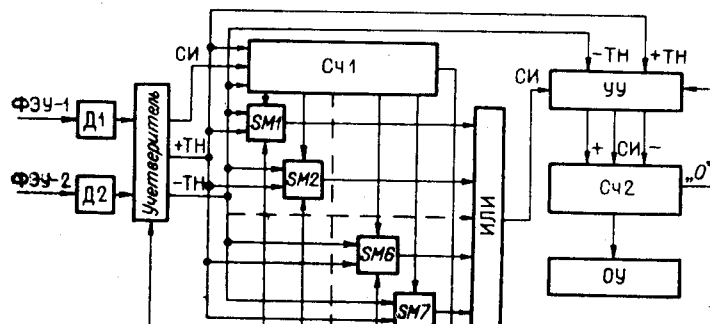 СИ
Сч1
-ТН
+ТН
СИ
УУ
ФЭУ-1
Д1
Учетверитель
SM1
+ТН
SM2
ИЛИ
+
СИ
-
ФЭУ-2
Д2
-ТН
Сч2
„0"
SM6
ОУ
SM7